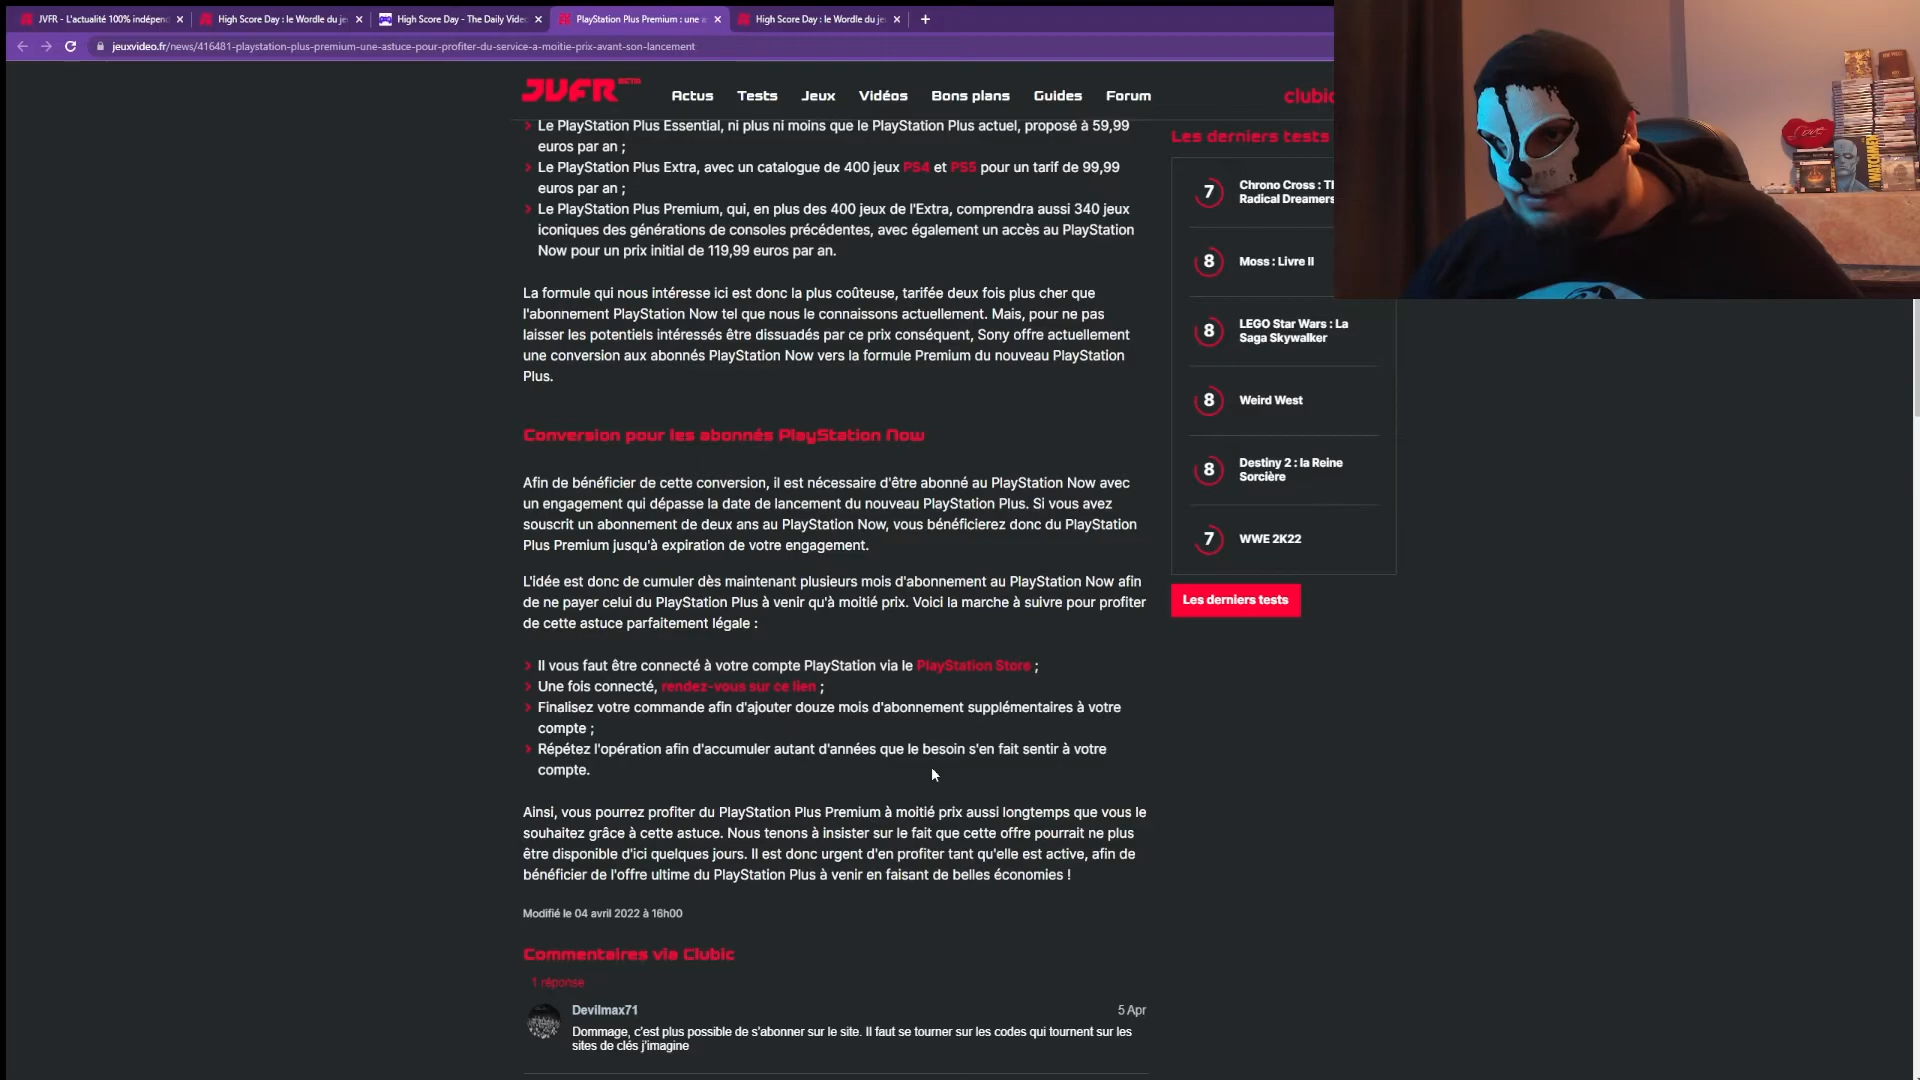 JVFR - L'actualité 100% indépen
High Score Day : le Wordle du je
High Score Day - The Daily Vide
PlayStation Plus Premium : une a
High Score Day : le Wordle du je
jeuxvideo.fr/news/416481-playstation-plus-premium-une-astuce-pour-profiter-du-service-a-moitie-prix-avant-son-lancement
JVFR BETA
Actus Tests Jeux Vidéos Bons plans Guides Forum
clubic
Le PlayStation Plus Essential, ni plus ni moins que le PlayStation Plus actuel, proposé à 59,99
euros par an ;
Le PlayStation Plus Extra, avec un catalogue de 400 jeux PS4 et PS5 pour un tarif de 99,99
euros par an ;
Le PlayStation Plus Premium, qui, en plus des 400 jeux de l'Extra, comprendra aussi 340 jeux
iconiques des générations de consoles précédentes, avec également un accès au PlayStation
Now pour un prix initial de 119,99 euros par an.
La formule qui nous intéresse ici est donc la plus coûteuse, tarifée deux fois plus cher que
l'abonnement PlayStation Now tel que nous le connaissons actuellement. Mais, pour ne pas
laisser les potentiels intéressés être dissuadés par ce prix conséquent, Sony offre actuellement
une conversion aux abonnés PlayStation Now vers la formule Premium du nouveau PlayStation
Plus.
Conversion pour les abonnés PlayStation Now
Afin de bénéficier de cette conversion, il est nécessaire d'être abonné au PlayStation Now avec
un engagement qui dépasse la date de lancement du nouveau PlayStation Plus. Si vous avez
souscrit un abonnement de deux ans au PlayStation Now, vous bénéficierez donc du PlayStation
Plus Premium jusqu'à expiration de votre engagement.
L'idée est donc de cumuler dès maintenant plusieurs mois d'abonnement au PlayStation Now afin
de ne payer celui du PlayStation Plus à venir qu'à moitié prix. Voici la marche à suivre pour profiter
de cette astuce parfaitement légale :
Il vous faut être connecté à votre compte PlayStation via le PlayStation Store ;
Une fois connecté, rendez-vous sur ce lien ;
Finalisez votre commande afin d'ajouter douze mois d'abonnement supplémentaires à votre
compte ;
Répétez l'opération afin d'accumuler autant d'années que le besoin s'en fait sentir à votre
compte.
Ainsi, vous pourrez profiter du PlayStation Plus Premium à moitié prix aussi longtemps que vous le
souhaitez grâce à cette astuce. Nous tenons à insister sur le fait que cette offre pourrait ne plus
être disponible d'ici quelques jours. Il est donc urgent d'en profiter tant qu'elle est active, afin de
bénéficier de l'offre ultime du PlayStation Plus à venir en faisant de belles économies !
Modifié le 04 avril 2022 à 16h00
Commentaires via Clubic
1 réponse
Devilmax71
5 Apr
Dommage, c'est plus possible de s'abonner sur le site. Il faut se tourner sur les codes qui tournent sur les
sites de clés j'imagine
Les derniers tests
7 Chrono Cross : Th
Radical Dreamers
8 Moss : Livre II
8 LEGO Star Wars : La
Saga Skywalker
8 Weird West
8 Destiny 2 : la Reine
Sorcière
7 WWE 2K22
Les derniers tests
Love
WATCHMEN